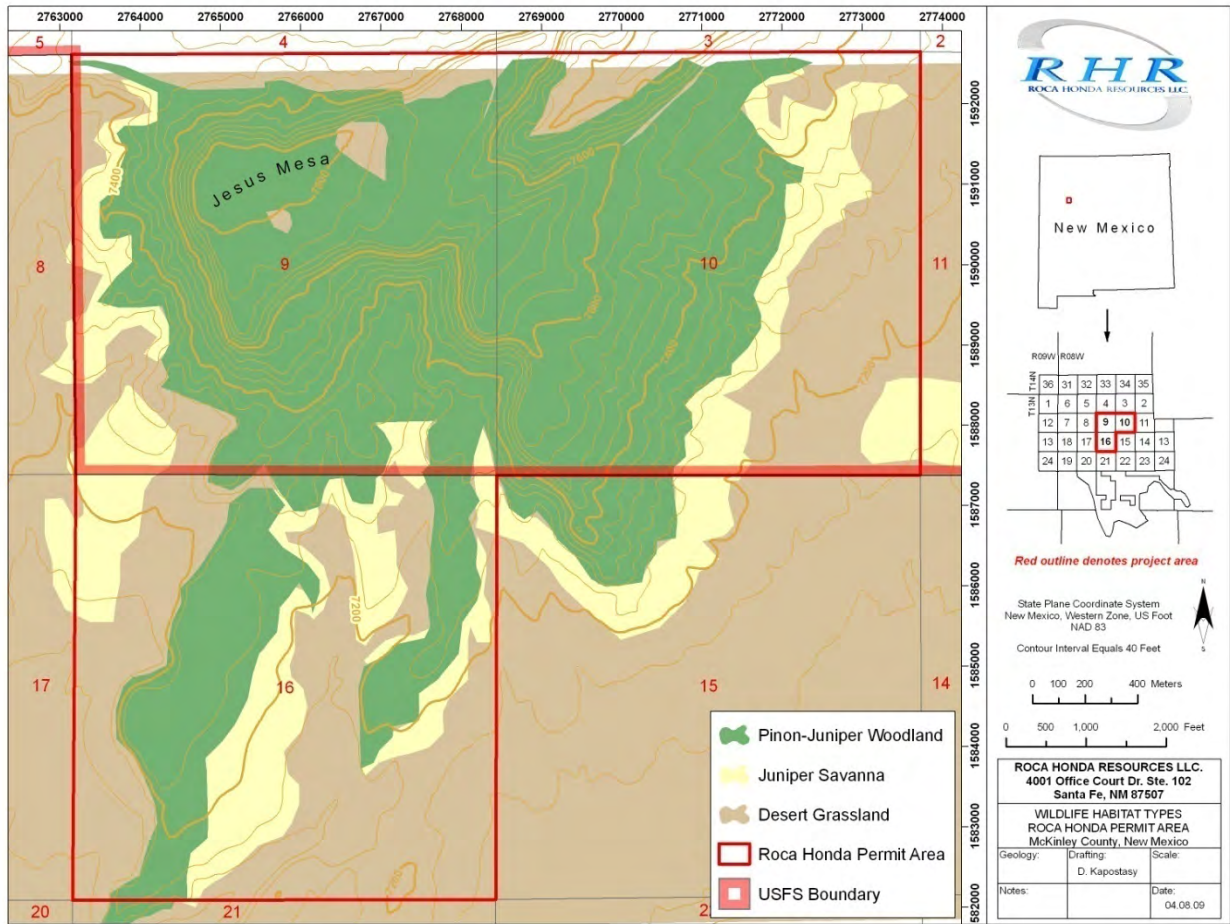 2763000 2764000 2765000 2766000 2767000 2768000 2769000 2770000 2771000 2772000 2773000 2774000
5 4 3 2
1592000
1591000
1590000
1589000
1588000
1587000
1586000
1585000
1584000
1583000
1582000
7400
Jesus Mesa
7800
7600
8 9 10 11
7600
7400
7200
7200
17 16 15 14
7200
20 21
Pinon-Juniper Woodland
Juniper Savanna
Desert Grassland
Roca Honda Permit Area
USFS Boundary
RHR
ROCA HONDA RESOURCES LLC.
New Mexico
R09W R08W
T14N
T13N
36 31 32 33 34 35
1 6 5 4 3 2
12 7 8 9 10 11
13 18 17 16 15 14 13
24 19 20 21 22 23 24
Red outline denotes project area
State Plane Coordinate System
New Mexico, Western Zone, US Foot
NAD 83
Contour Interval Equals 40 Feet
N
S
0 100 200 400 Meters
0 500 1,000 2,000 Feet
ROCA HONDA RESOURCES LLC.
4001 Office Court Dr. Ste. 102
Santa Fe, NM 87507
WILDLIFE HABITAT TYPES
ROCA HONDA PERMIT AREA
McKinley County, New Mexico
Geology: Drafting: Scale:
D. Kapostasy
Notes: Date:
04.08.09